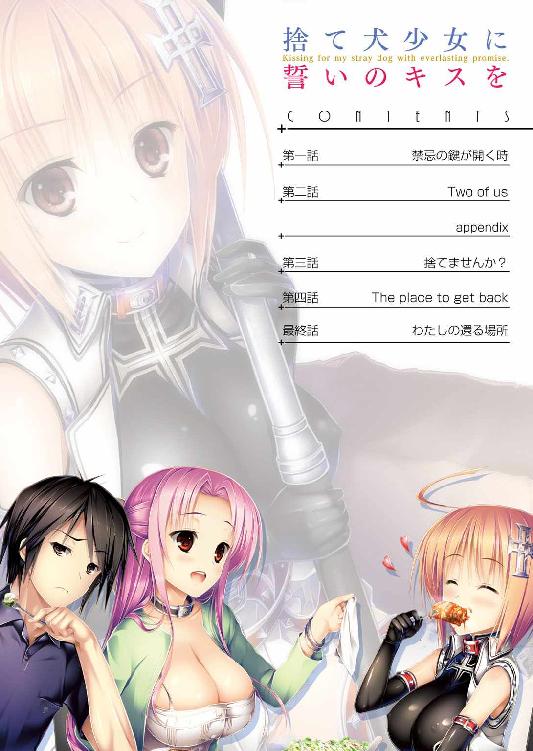 捨て犬少女に
Kissing for my stray dog with everlasting promise.
誓いのキスを
CONTENTS
第一話 禁忌の鍵が開く時
第二話 Two of us
appendix
第三話 捨てませんか？
第四話 The place to get back
最終話 わたしの還る場所